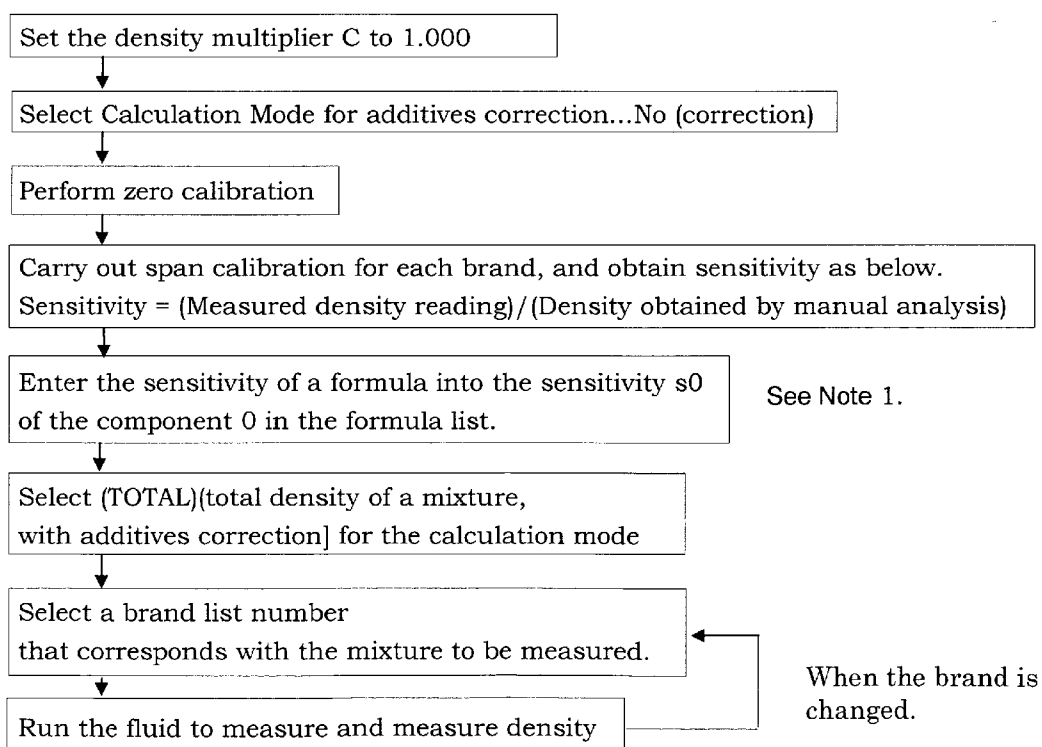 Set the density multiplier C to 1.000
Select Calculation Mode for additives correction...No (correction)
Perform zero calibration
Carry out span calibration for each brand, and obtain sensitivity as below.
Sensitivity = (Measured density reading)/(Density obtained by manual analysis)
Enter the sensitivity of a formula into the sensitivity s0
of the component 0 in the formula list.
See Note 1.
Select (TOTAL)(total density of a mixture,
with additives correction] for the calculation mode
Select a brand list number
that corresponds with the mixture to be measured.
When the brand is
changed.
Run the fluid to measure and measure density